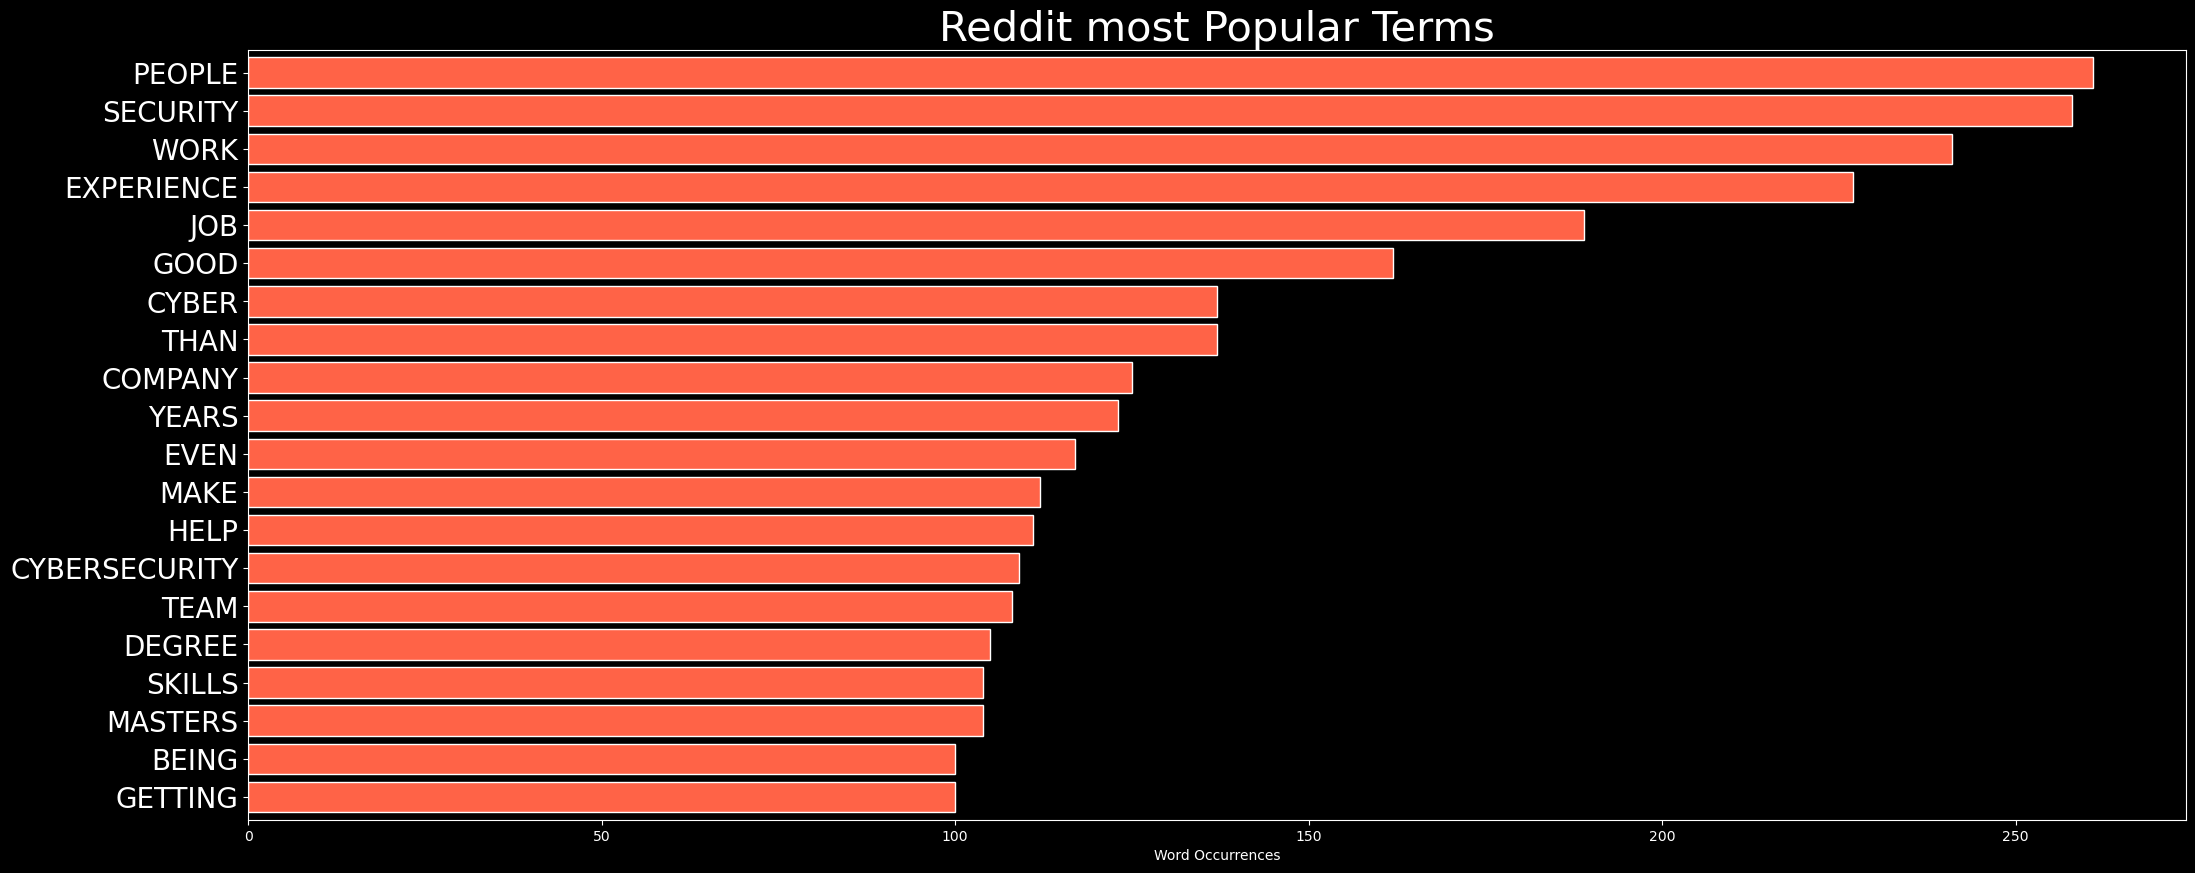 Reddit most Popular Terms
PEOPLE
SECURITY
WORK
EXPERIENCE
JOB
GOOD
CYBER
THAN
COMPANY
YEARS
EVEN
MAKE
HELP
CYBERSECURITY
TEAM
DEGREE
SKILLS
MASTERS
BEING
GETTING
0 50 100 150 200 250
Word Occurrences